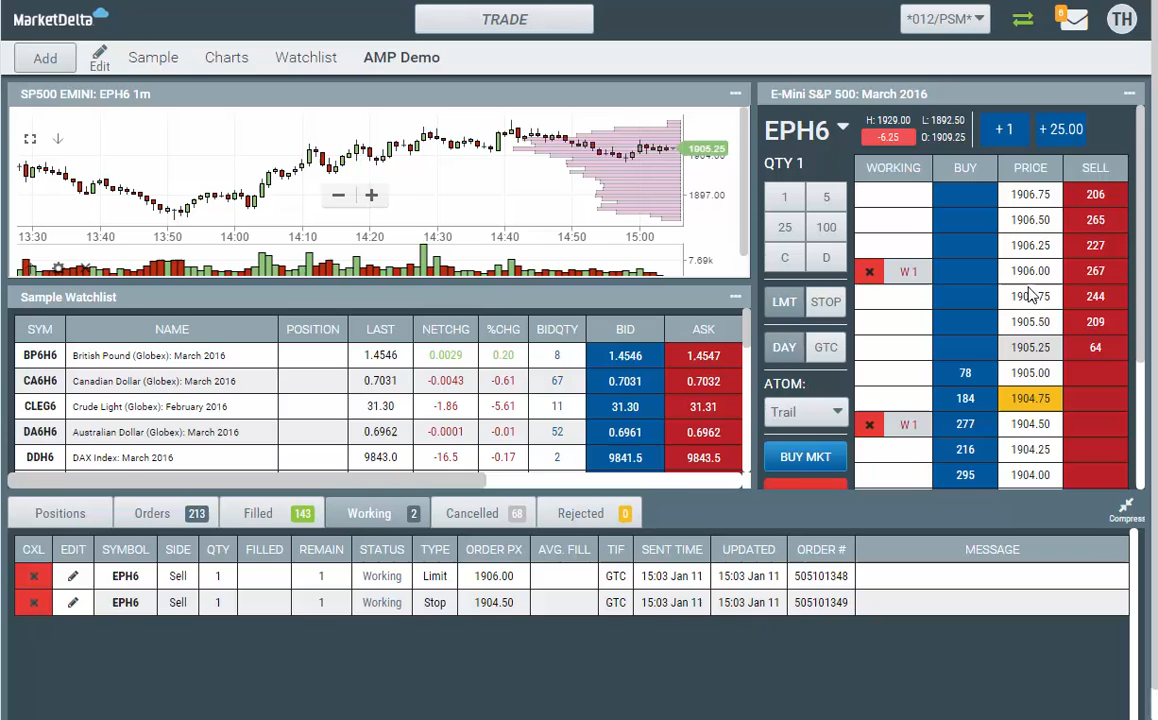 MarketDelta
TRADE
*012/PSM*
6
TH
Add
Edit
Sample
Charts
Watchlist
AMP Demo
SP500 EMINI: EPH6 1m
1905.25
1897.00
13:30 13:40 13:50 14:00 14:10 14:20 14:30 14:40 14:50 15:00
7.69k
Sample Watchlist
SYM NAME POSITION LAST NETCHG %CHG BIDQTY BID ASK
BP6H6 British Pound (Globex): March 2016 1.4546 0.0029 0.20 8 1.4546 1.4547
CA6H6 Canadian Dollar (Globex): March 2016 0.7031 -0.0043 -0.61 67 0.7031 0.7032
CLEG6 Crude Light (Globex): February 2016 31.30 -1.86 -5.61 11 31.30 31.31
DA6H6 Australian Dollar (Globex): March 2016 0.6962 -0.0001 -0.01 52 0.6961 0.6962
DDH6 DAX Index: March 2016 9843.0 -16.5 -0.17 2 9841.5 9843.5
E-Mini S&P 500: March 2016
EPH6
H: 1929.00 L: 1892.50
-6.25 O: 1909.25
+ 1
+ 25.00
QTY 1
1 5
25 100
C D
LMT STOP
DAY GTC
ATOM:
Trail
BUY MKT
WORKING BUY PRICE SELL
1906.75 206
1906.50 265
1906.25 227
W 1 1906.00 267
244
1905.50 209
1905.25 64
78 1905.00
184 1904.75
W 1 277 1904.50
216 1904.25
295 1904.00
Positions
Orders 213
Filled 143
Working 2
Cancelled 68
Rejected 0
Compress
CXL EDIT SYMBOL SIDE QTY FILLED REMAIN STATUS TYPE ORDER PX AVG. FILL TIF SENT TIME UPDATED ORDER # MESSAGE
EPH6 Sell 1 1 Working Limit 1906.00 GTC 15:03 Jan 11 15:03 Jan 11 505101348
EPH6 Sell 1 1 Working Stop 1904.50 GTC 15:03 Jan 11 15:03 Jan 11 505101349